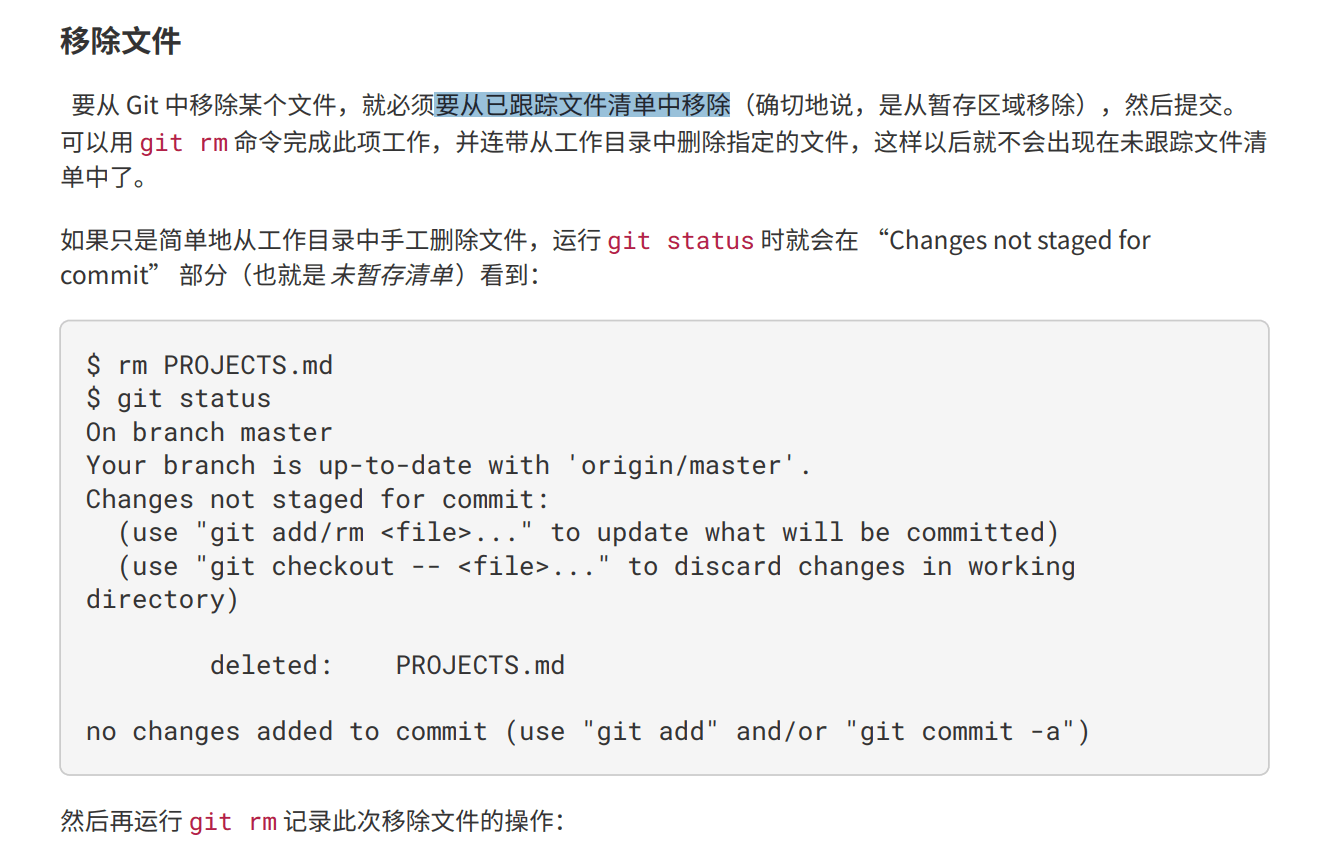 移除文件
要从 Git 中移除某个文件，就必须要从已跟踪文件清单中移除（确切地说，是从暂存区域移除），然后提交。
可以用 git rm 命令完成此项工作，并连带从工作目录中删除指定的文件，这样以后就不会出现在未跟踪文件清
单中了。
如果只是简单地从工作目录中手工删除文件，运行 git status 时就会在 “Changes not staged for
commit” 部分（也就是 未暂存清单）看到：
$ rm PROJECTS.md
$ git status
On branch master
Your branch is up-to-date with 'origin/master'.
Changes not staged for commit:
  (use "git add/rm <file>..." to update what will be committed)
  (use "git checkout -- <file>..." to discard changes in working
directory)
        deleted:    PROJECTS.md
no changes added to commit (use "git add" and/or "git commit -a")
然后再运行 git rm 记录此次移除文件的操作：